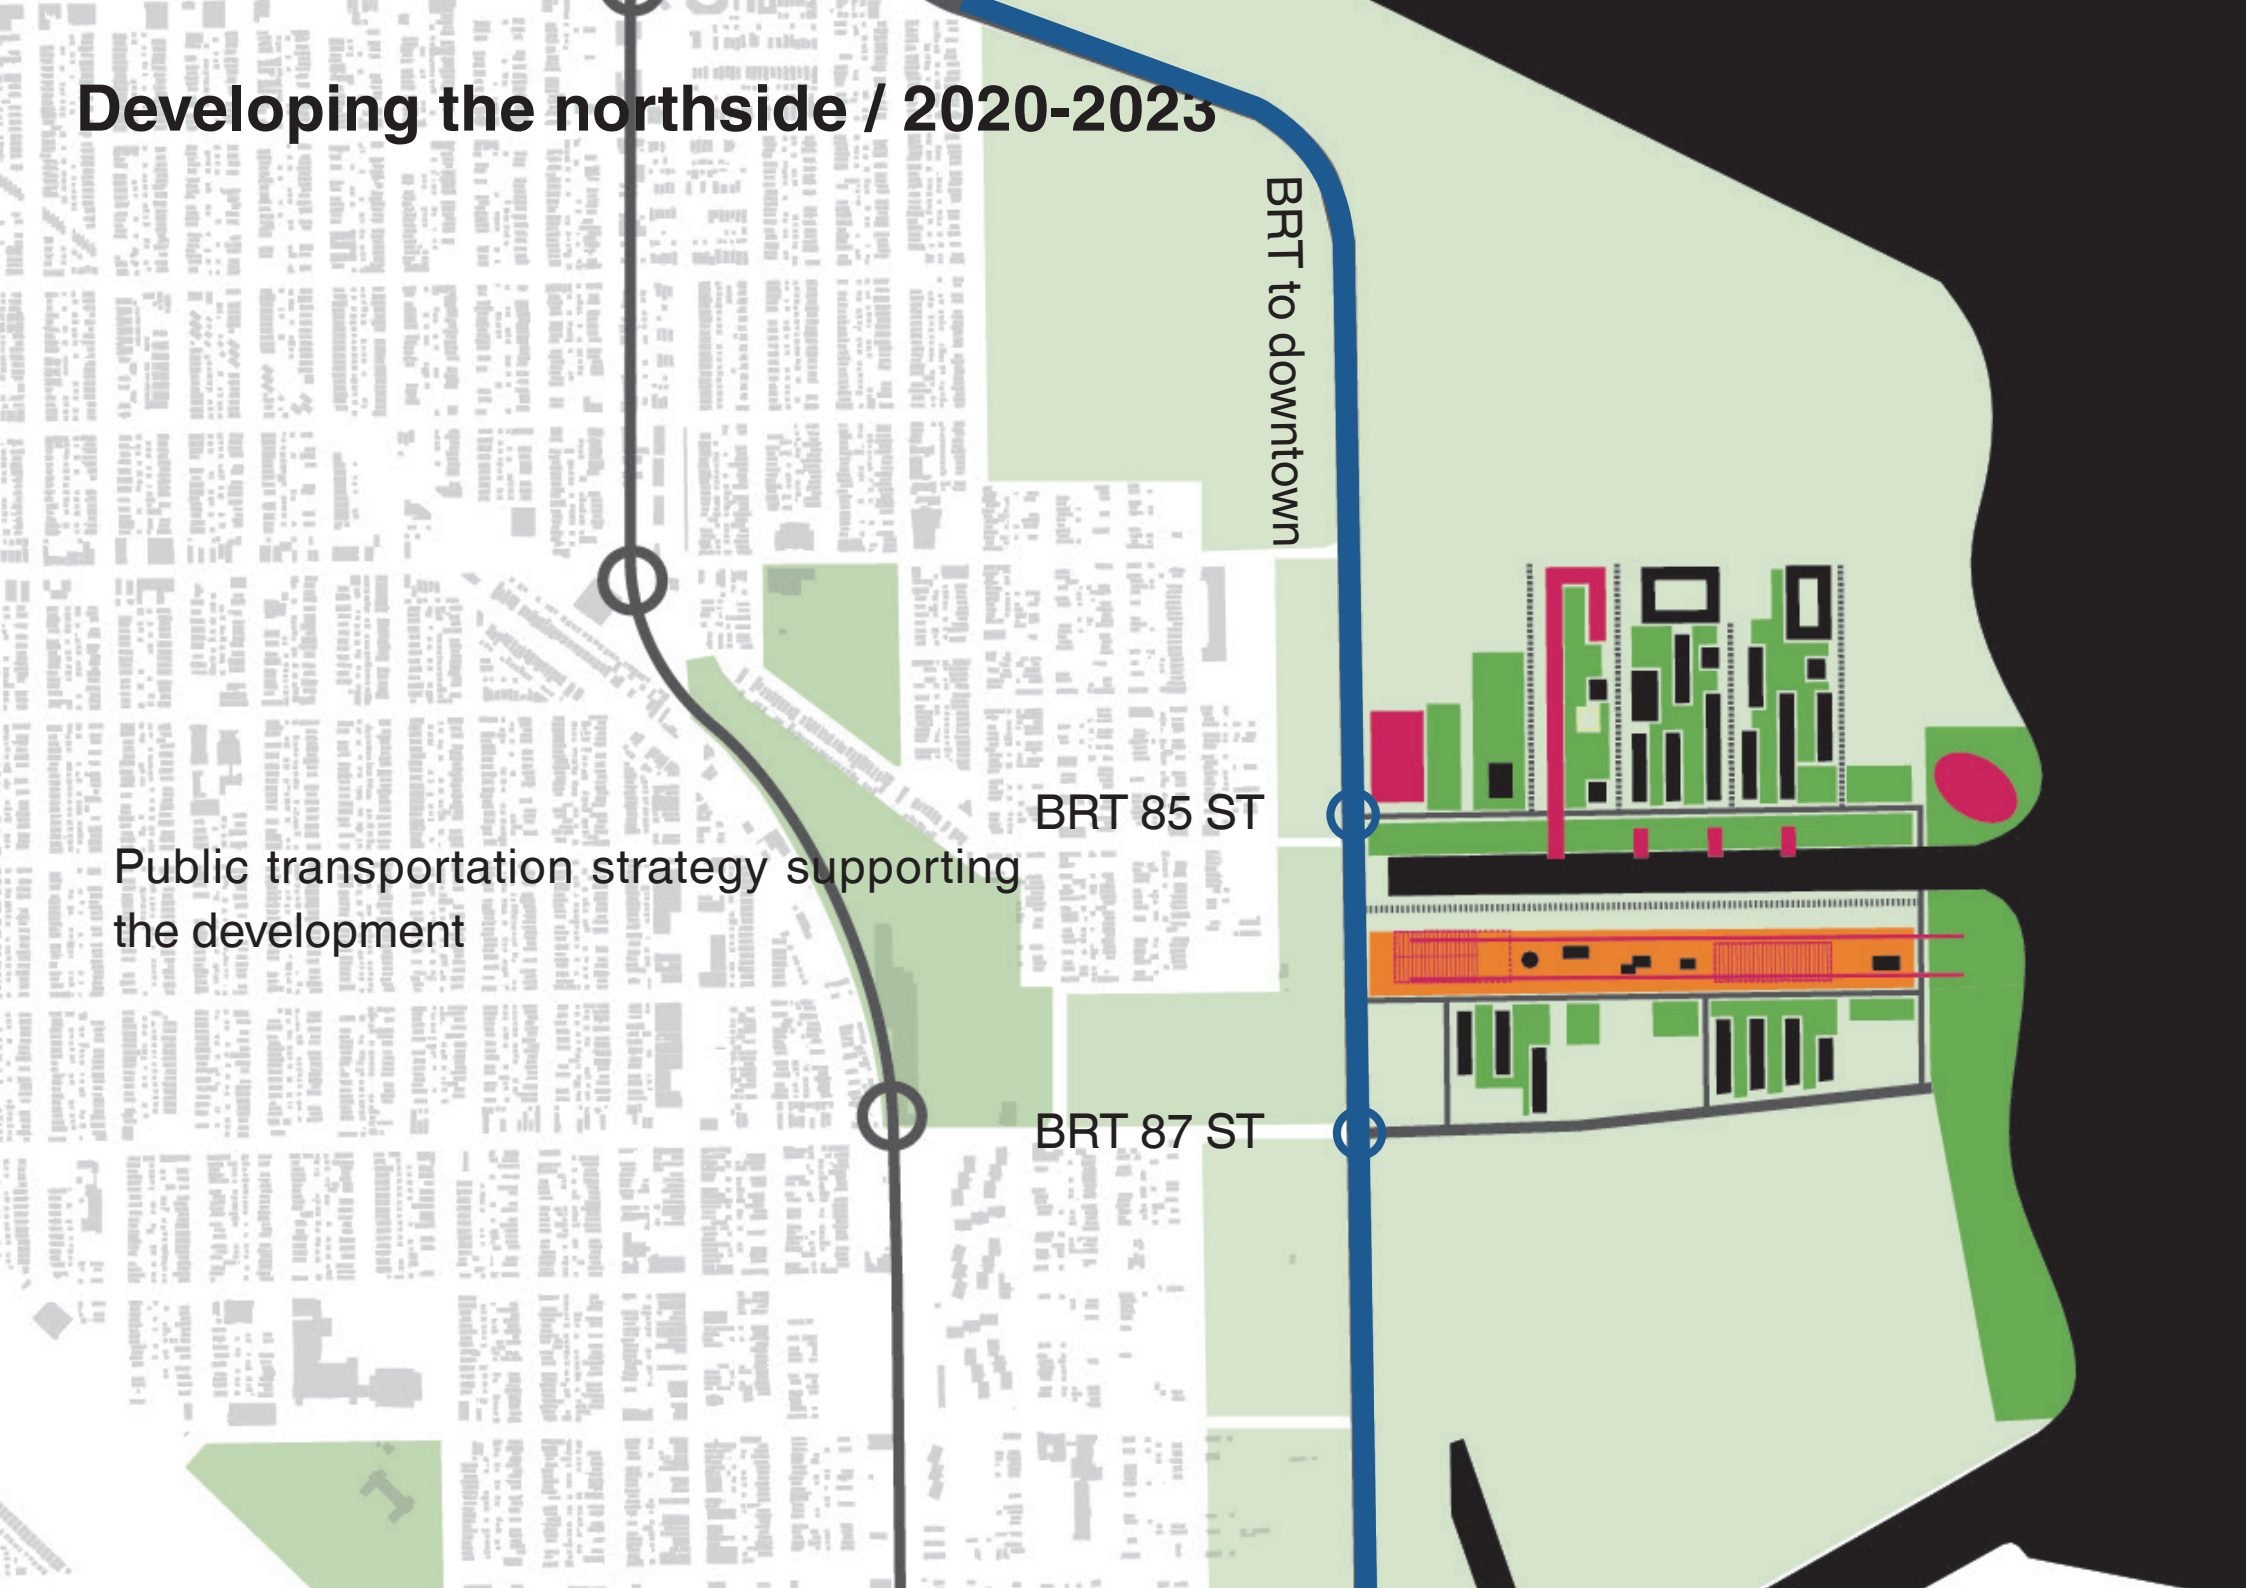 Developing the northside / 2020-2023
BRT to downtown
BRT 85 ST
Public transportation strategy supporting
the development
BRT 87 ST